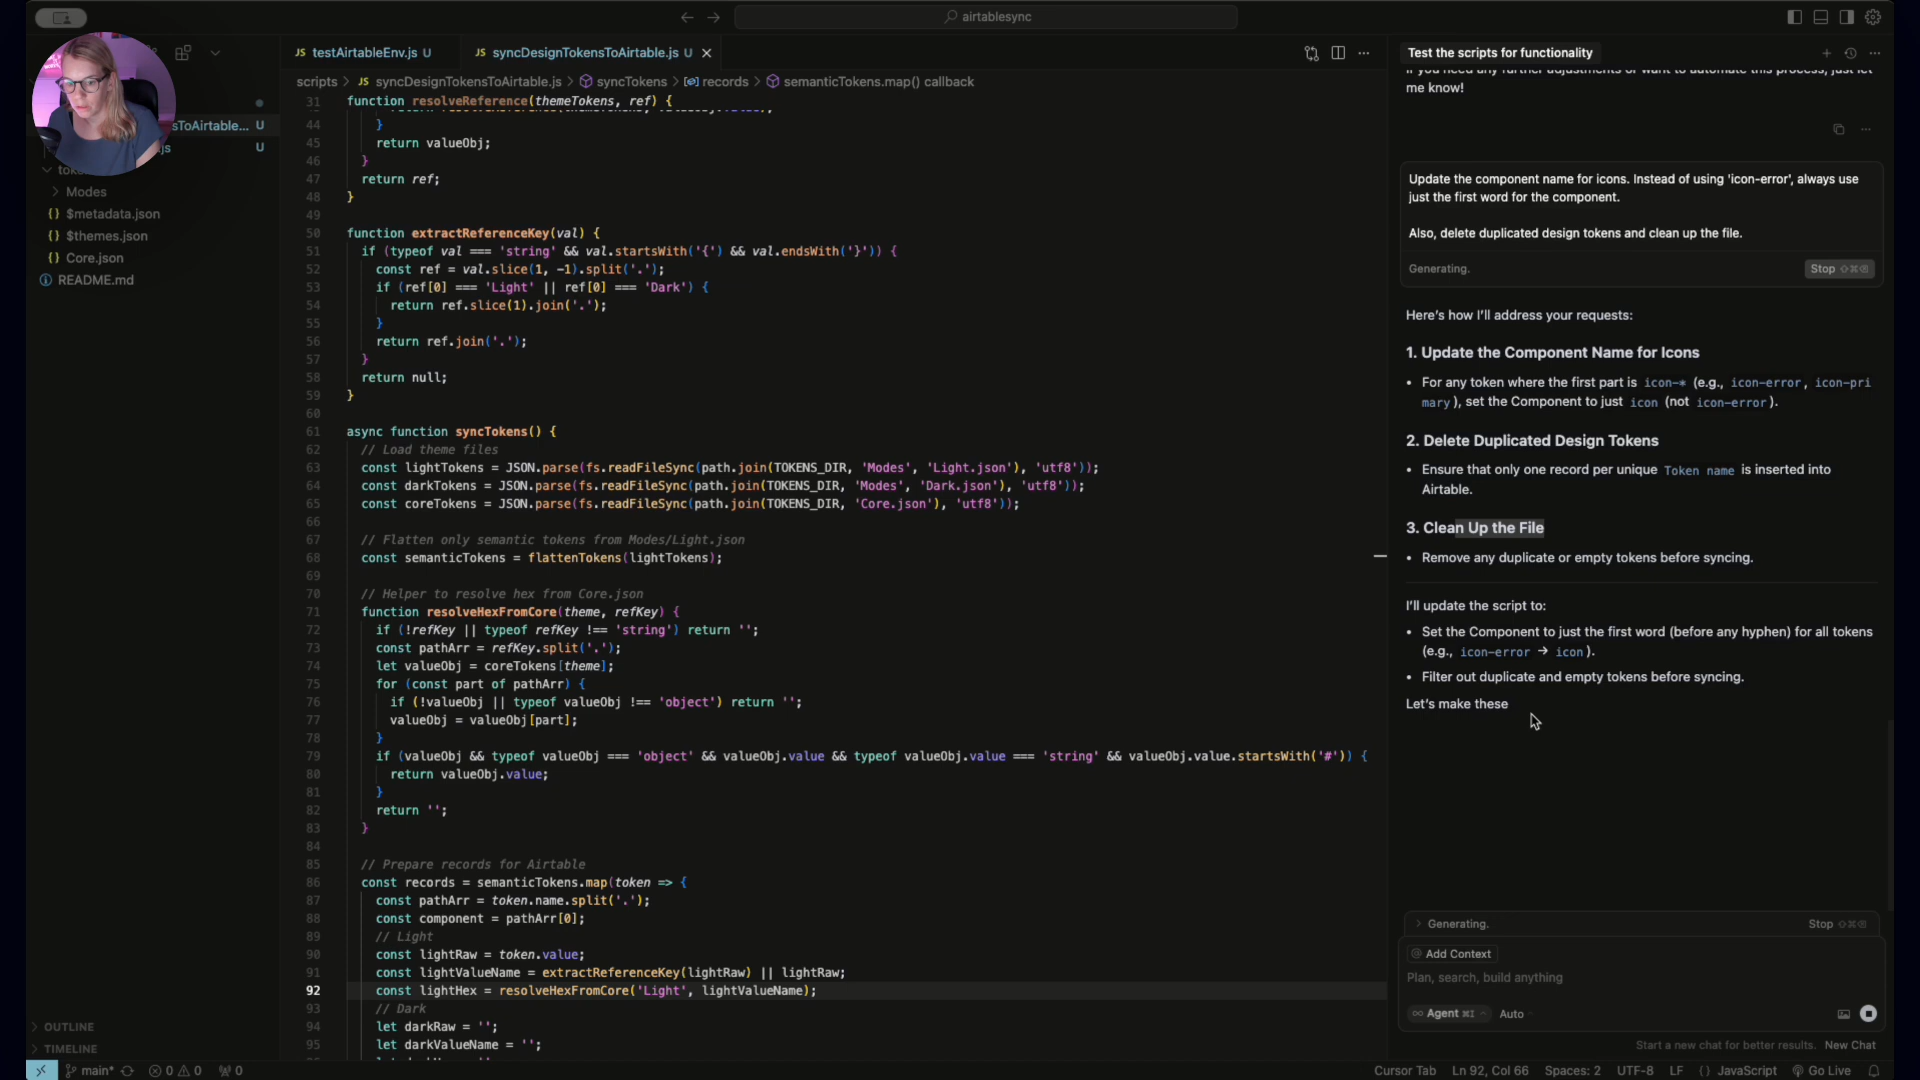 airtablesync
JS testAirtableEnv.js U
JS syncDesignTokensToAirtable.js U
scripts > JS syncDesignTokensToAirtable.js > syncTokens > records > semanticTokens.map() callback
sToAirtable... U
.js U
Modes
{} $metadata.json
{} $themes.json
{} Core.json
README.md
OUTLINE
TIMELINE
31 function resolveReference(themeTokens, ref) {
44 }
45 return valueObj;
46 }
47 return ref;
48 }
49
50 function extractReferenceKey(val) {
51 if (typeof val === 'string' && val.startsWith('{') && val.endsWith('}')) {
52 const ref = val.slice(1, -1).split('.');
53 if (ref[0] === 'Light' || ref[0] === 'Dark') {
54 return ref.slice(1).join('.');
55 }
56 return ref.join('.');
57 }
58 return null;
59 }
60
61 async function syncTokens() {
62 // Load theme files
63 const lightTokens = JSON.parse(fs.readFileSync(path.join(TOKENS_DIR, 'Modes', 'Light.json'), 'utf8'));
64 const darkTokens = JSON.parse(fs.readFileSync(path.join(TOKENS_DIR, 'Modes', 'Dark.json'), 'utf8'));
65 const coreTokens = JSON.parse(fs.readFileSync(path.join(TOKENS_DIR, 'Core.json'), 'utf8'));
66
67 // Flatten only semantic tokens from Modes/Light.json
68 const semanticTokens = flattenTokens(lightTokens);
69
70 // Helper to resolve hex from Core.json
71 function resolveHexFromCore(theme, refKey) {
72 if (!refKey || typeof refKey !== 'string') return '';
73 const pathArr = refKey.split('.');
74 let valueObj = coreTokens[theme];
75 for (const part of pathArr) {
76 if (!valueObj || typeof valueObj !== 'object') return '';
77 valueObj = valueObj[part];
78 }
79 if (valueObj && typeof valueObj === 'object' && valueObj.value && typeof valueObj.value === 'string' && valueObj.value.startsWith('#')) {
80 return valueObj.value;
81 }
82 return '';
83 }
84
85 // Prepare records for Airtable
86 const records = semanticTokens.map(token => {
87 const pathArr = token.name.split('.');
88 const component = pathArr[0];
89 // Light
90 const lightRaw = token.value;
91 const lightValueName = extractReferenceKey(lightRaw) || lightRaw;
92 const lightHex = resolveHexFromCore('Light', lightValueName);
93 // Dark
94 let darkRaw = '';
95 let darkValueName = '';
Test the scripts for functionality
If you need any further adjustments or want to automate this process, just let
me know!
Update the component name for icons. Instead of using 'icon-error', always use
just the first word for the component.
Also, delete duplicated design tokens and clean up the file.
Generating. Stop
Here's how I'll address your requests:
1. Update the Component Name for Icons
• For any token where the first part is icon-* (e.g., icon-error, icon-pri
mary), set the Component to just icon (not icon-error).
2. Delete Duplicated Design Tokens
• Ensure that only one record per unique Token name is inserted into
Airtable.
3. Clean Up the File
• Remove any duplicate or empty tokens before syncing.
I'll update the script to:
• Set the Component to just the first word (before any hyphen) for all tokens
(e.g., icon-error → icon).
• Filter out duplicate and empty tokens before syncing.
Let's make these
Generating. Stop
@ Add Context
Plan, search, build anything
∞ Agent ⌘I Auto
Start a new chat for better results. New Chat
main* 0 0 0
Cursor Tab Ln 92, Col 66 Spaces: 2 UTF-8 LF {} JavaScript Go Live